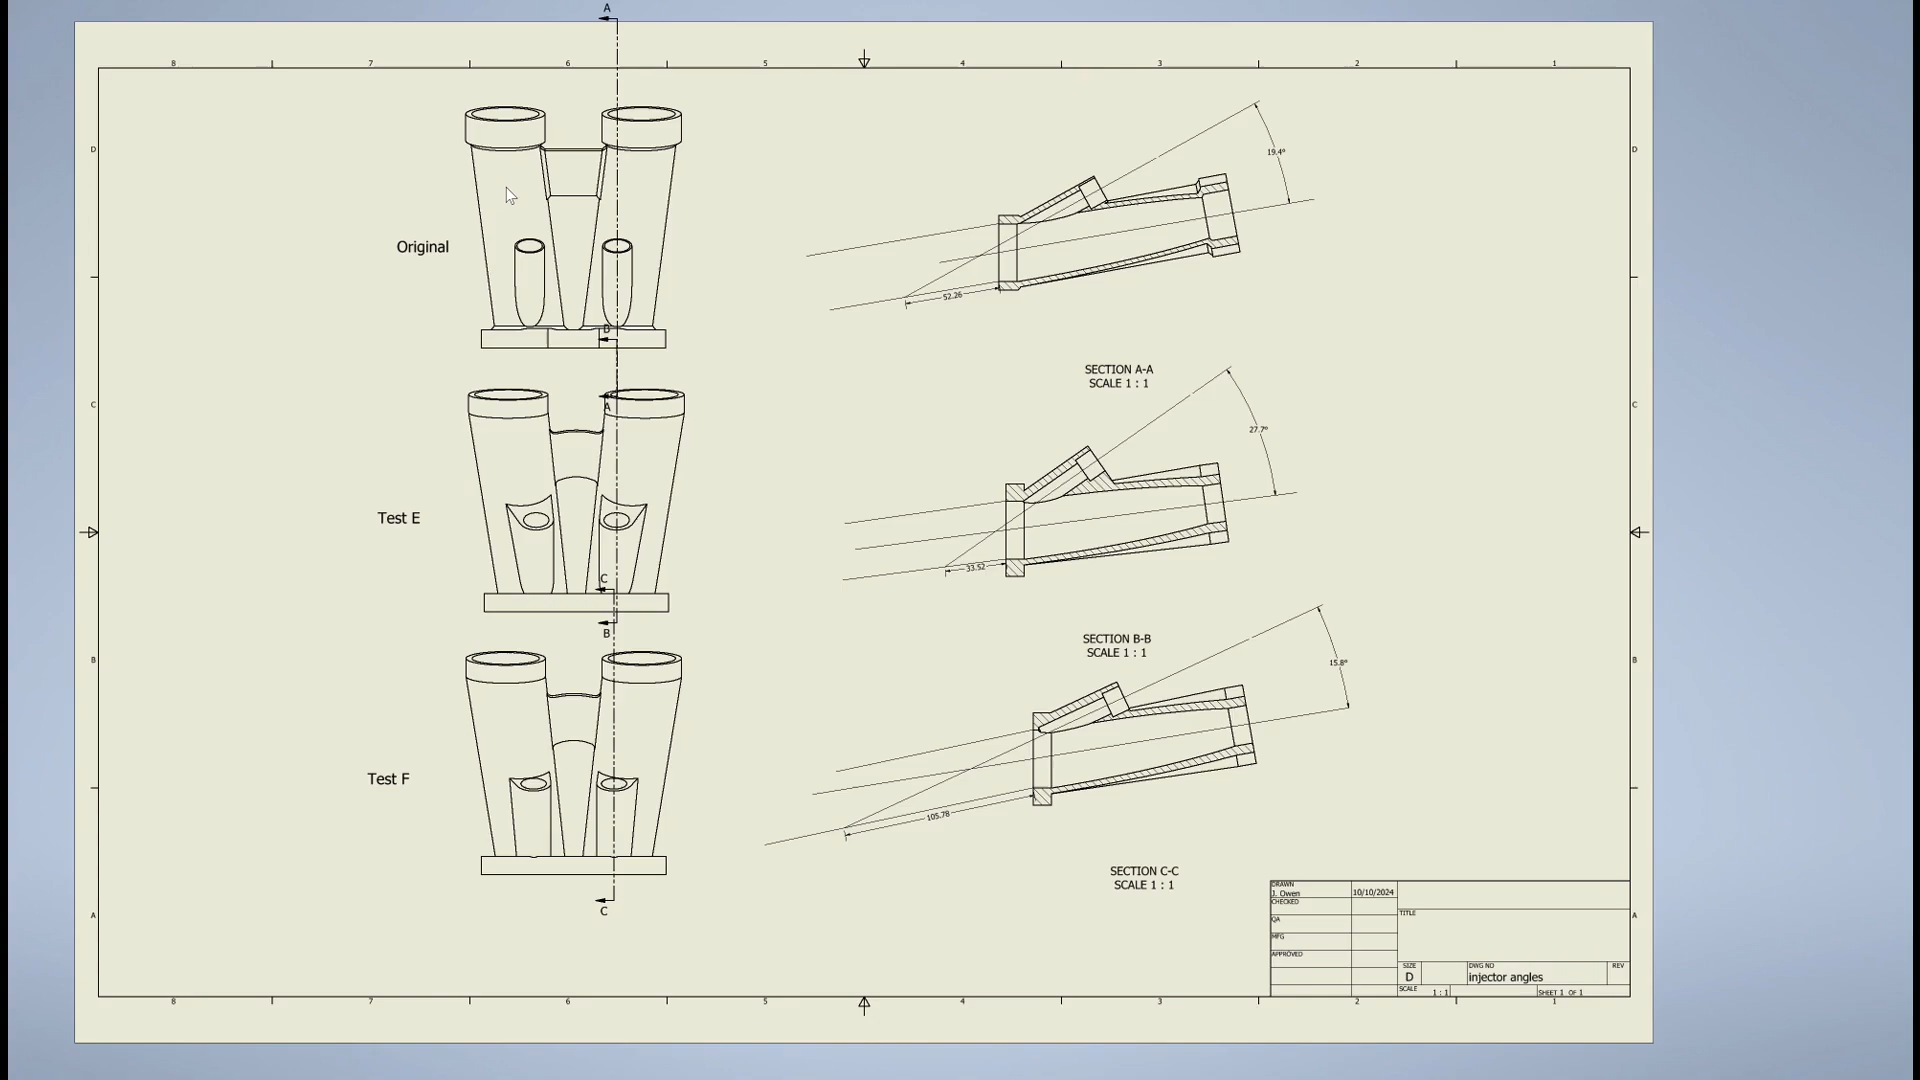 A
8 7 6 5 4 3 2 1
D D
19.4°
Original
52.26
B
SECTION A-A
SCALE 1 : 1
C C
A
27.7°
Test E
33.52
C
B
SECTION B-B
SCALE 1 : 1
B B
15.8°
Test F
105.78
SECTION C-C
SCALE 1 : 1
C
A A
DRAWN
J. Owen 10/10/2024
CHECKED
QA
MFG
APPROVED
TITLE
SIZE DWG NO REV
D injector angles
SCALE 1 : 1 SHEET 1 OF 1
8 7 6 5 4 3 2 1